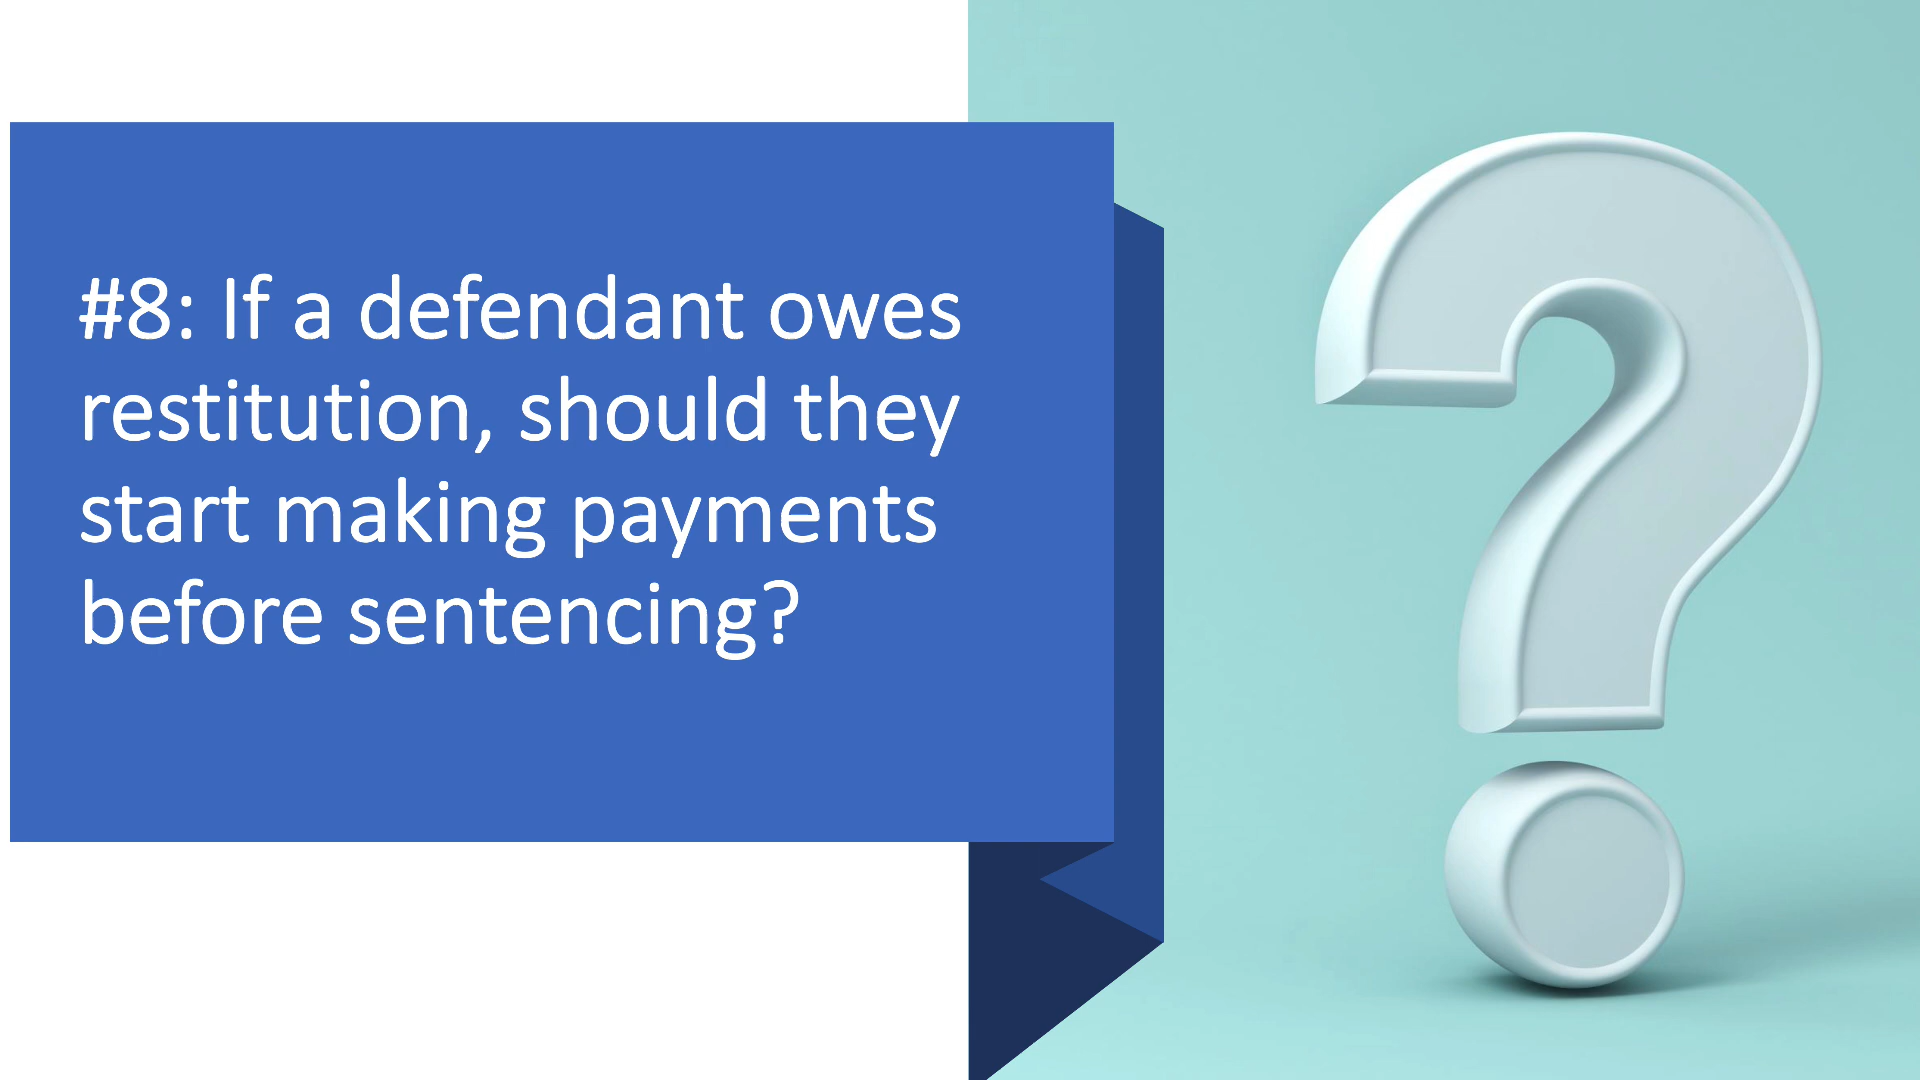 #8: If a defendant owes
restitution, should they
start making payments
before sentencing?